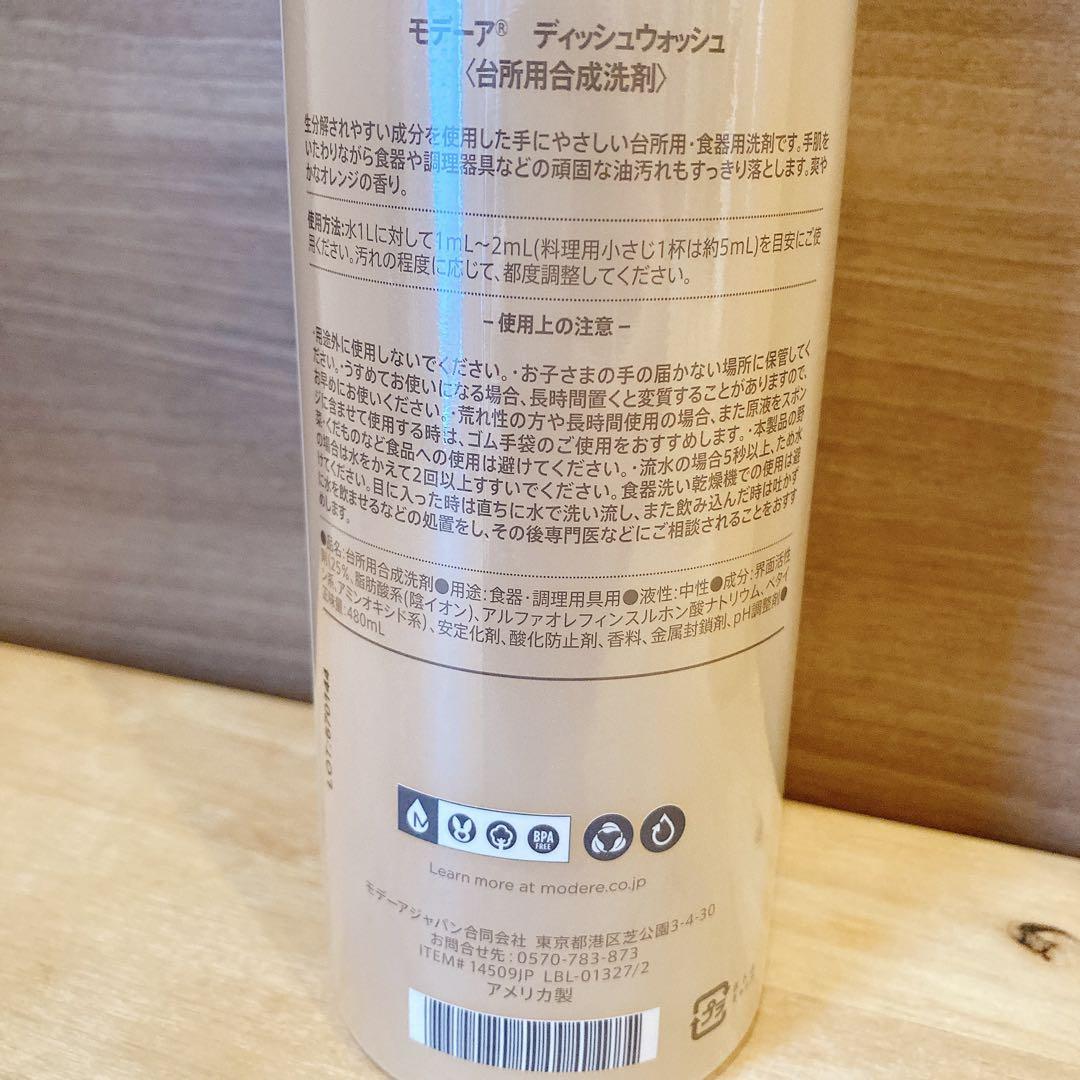 モデーア® ディッシュウォッシュ
〈台所用合成洗剤〉
生分解されやすい成分を使用した手にやさしい台所用・食器用洗剤です。手肌を
いたわりながら食器や調理器具などの頑固な油汚れもすっきり落とします。爽や
かなオレンジの香り。
使用方法:水1Lに対して1mL〜2mL(料理用小さじ1杯は約5mL)を目安にご使
用ください。汚れの程度に応じて、都度調整してください。
–使用上の注意–
・用途外に使用しないでください。・お子さまの手の届かない場所に保管してく
ださい。・うすめてお使いになる場合、長時間置くと変質することがありますので、
お早めにお使いください。・荒れ性の方や長時間使用の場合、また原液をスポン
ジに含ませて使用する時は、ゴム手袋のご使用をおすすめします。・本製品の野
菜・くだものなど食品への使用は避けてください。・流水の場合5秒以上、ため水
の場合は水をかえて2回以上すすいでください。食器洗い乾燥機での使用は避
けてください。目に入った時は直ちに水で洗い流し、また飲み込んだ時は吐かず
に水を飲ませるなどの処置をし、その後専門医などにご相談されることをおすす
めします。
●品名:台所用合成洗剤●用途:食器・調理用具用●液性:中性●成分:界面活性
剤(25%、脂肪酸系(陰イオン)、アルファオレフィンスルホン酸ナトリウム、ベタイ
ン系、アミンオキシド系)、安定化剤、酸化防止剤、香料、金属封鎖剤、pH調整剤●
正味量:480mL
LOT:670144
BPA
FREE
Learn more at modere.co.jp
モデーアジャパン合同会社 東京都港区芝公園3-4-30
お問合せ先:0570-783-873
ITEM# 14509JP LBL-01327/2
アメリカ製